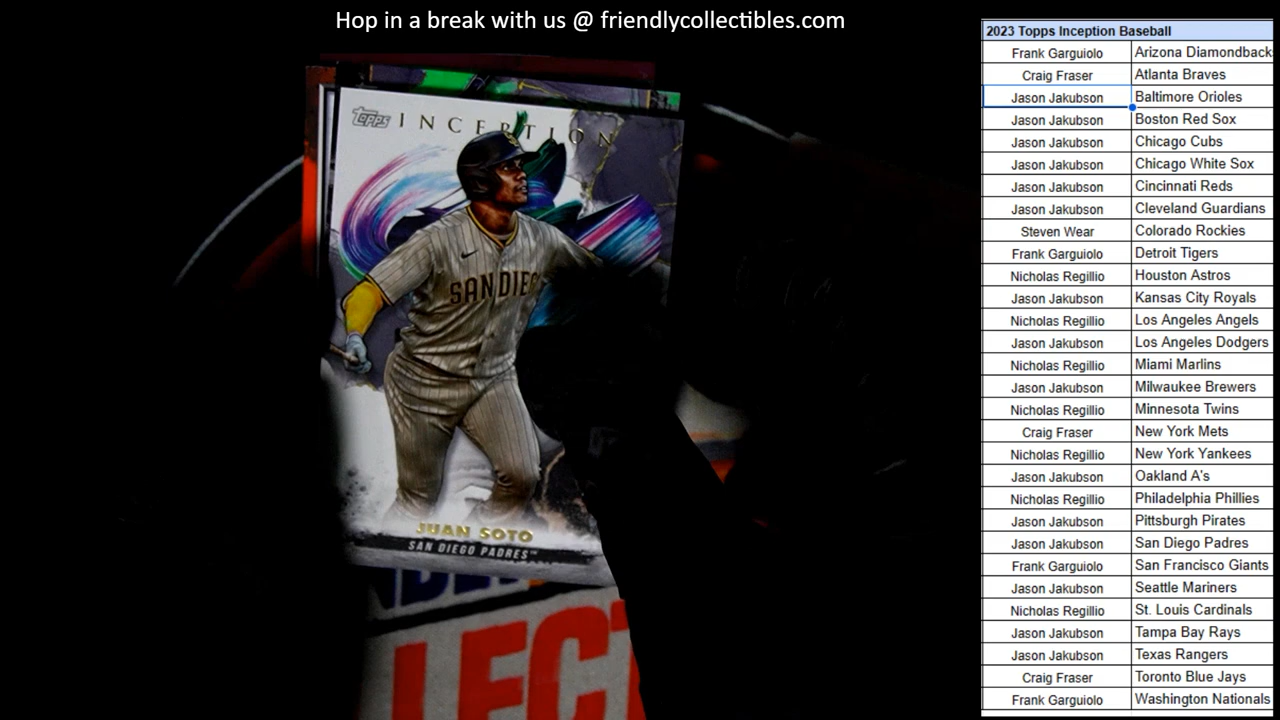 Hop in a break with us @ friendlycollectibles.com
Topps INCEPTION
SAN DIEG
JUAN SOTO
SAN DIEGO PADRES™
LECT
2023 Topps Inception Baseball
Frank Garguiolo Arizona Diamondback
Craig Fraser Atlanta Braves
Jason Jakubson Baltimore Orioles
Jason Jakubson Boston Red Sox
Jason Jakubson Chicago Cubs
Jason Jakubson Chicago White Sox
Jason Jakubson Cincinnati Reds
Jason Jakubson Cleveland Guardians
Steven Wear Colorado Rockies
Frank Garguiolo Detroit Tigers
Nicholas Regillio Houston Astros
Jason Jakubson Kansas City Royals
Nicholas Regillio Los Angeles Angels
Jason Jakubson Los Angeles Dodgers
Nicholas Regillio Miami Marlins
Jason Jakubson Milwaukee Brewers
Nicholas Regillio Minnesota Twins
Craig Fraser New York Mets
Nicholas Regillio New York Yankees
Jason Jakubson Oakland A's
Nicholas Regillio Philadelphia Phillies
Jason Jakubson Pittsburgh Pirates
Jason Jakubson San Diego Padres
Frank Garguiolo San Francisco Giants
Jason Jakubson Seattle Mariners
Nicholas Regillio St. Louis Cardinals
Jason Jakubson Tampa Bay Rays
Jason Jakubson Texas Rangers
Craig Fraser Toronto Blue Jays
Frank Garguiolo Washington Nationals